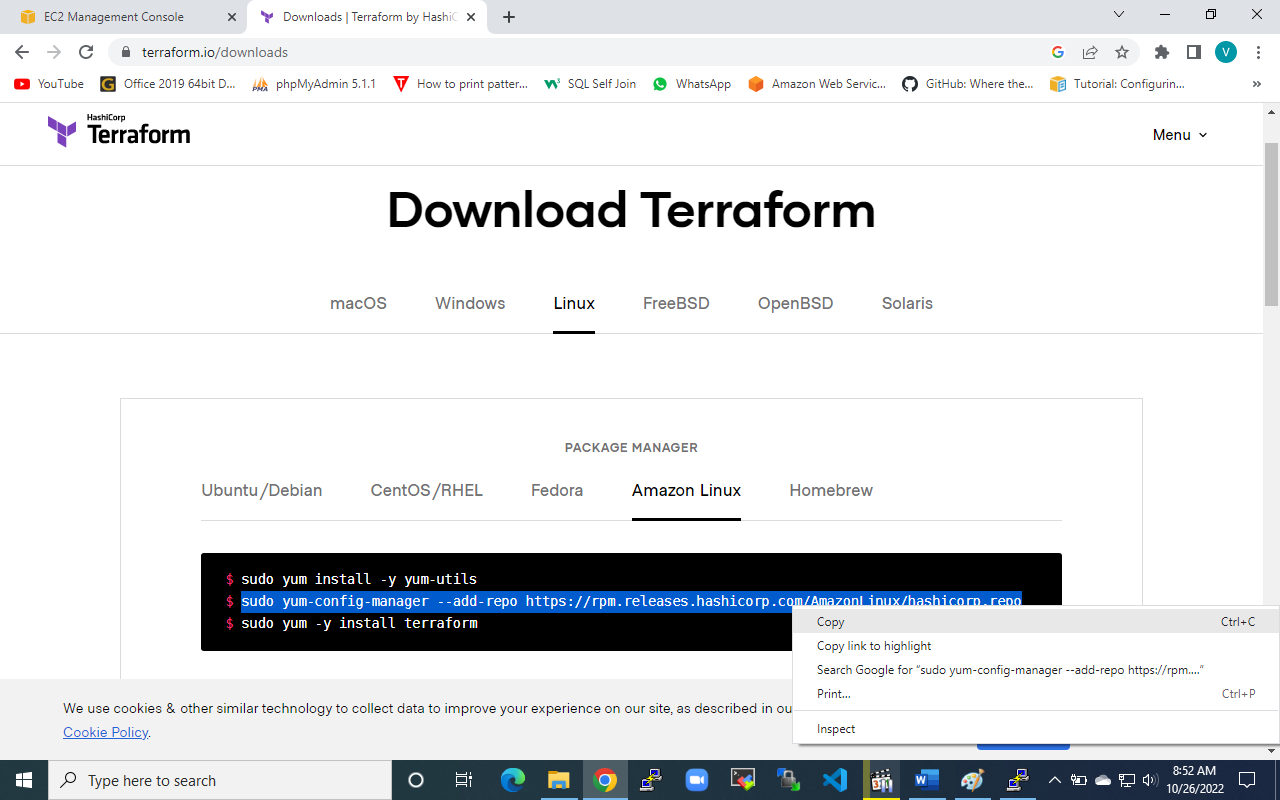 EC2 Management Console
Downloads | Terraform by HashiC
terraform.io/downloads
V
YouTube
Office 2019 64bit D...
phpMyAdmin 5.1.1
How to print patter...
SQL Self Join
WhatsApp
Amazon Web Servic...
GitHub: Where the...
Tutorial: Configurin...
HashiCorp
Terraform
Menu
Download Terraform
macOS
Windows
Linux
FreeBSD
OpenBSD
Solaris
PACKAGE MANAGER
Ubuntu/Debian
CentOS/RHEL
Fedora
Amazon Linux
Homebrew
$ sudo yum install -y yum-utils
$ sudo yum-config-manager --add-repo https://rpm.releases.hashicorp.com/AmazonLinux/hashicorp.repo
$ sudo yum -y install terraform
Copy Ctrl+C
Copy link to highlight
Search Google for “sudo yum-config-manager --add-repo https://rpm....”
Print... Ctrl+P
Inspect
We use cookies & other similar technology to collect data to improve your experience on our site, as described in ou
Cookie Policy.
Type here to search
8:52 AM
10/26/2022